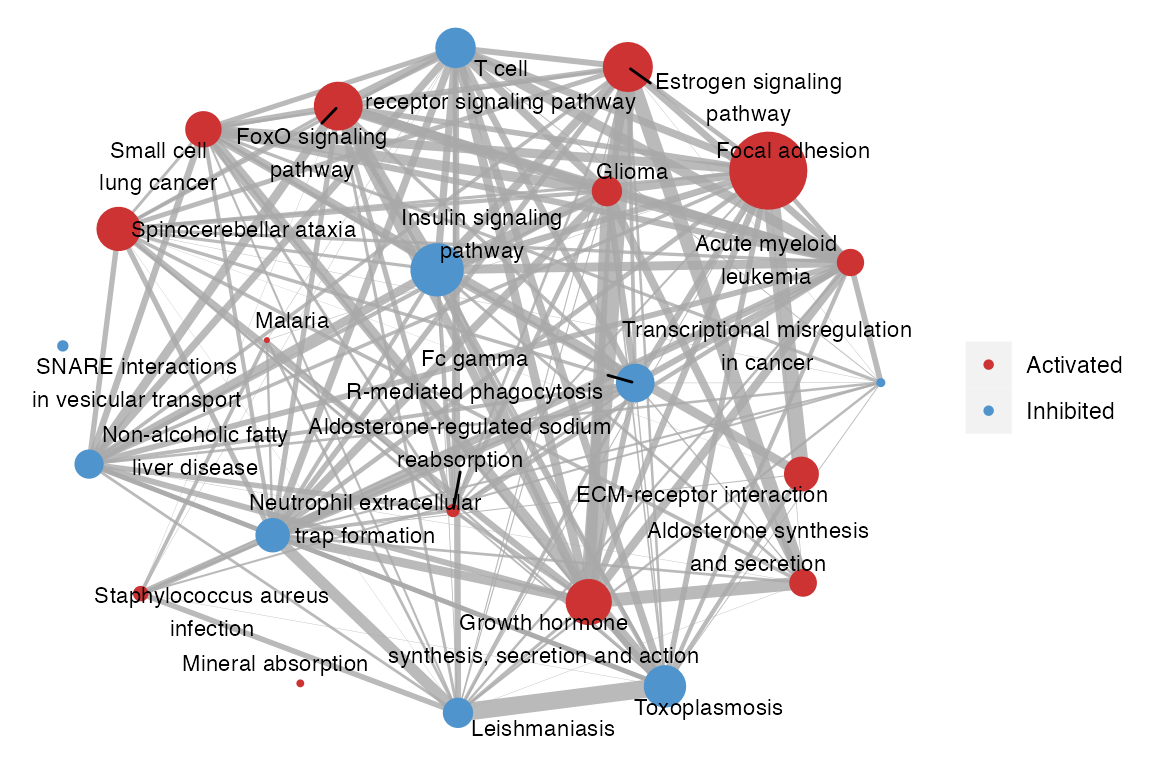 T cell
receptor signaling pathway
Estrogen signaling
pathway
FoxO signaling
pathway
Small cell
lung cancer
Focal adhesion
Glioma
Insulin signaling
pathway
Spinocerebellar ataxia
Acute myeloid
leukemia
Malaria
Transcriptional misregulation
in cancer
SNARE interactions
in vesicular transport
Fc gamma
R-mediated phagocytosis
Activated
Inhibited
Aldosterone-regulated sodium
reabsorption
Non-alcoholic fatty
liver disease
Neutrophil extracellular
trap formation
ECM-receptor interaction
Aldosterone synthesis
and secretion
Staphylococcus aureus
infection
Growth hormone
synthesis, secretion and action
Mineral absorption
Toxoplasmosis
Leishmaniasis